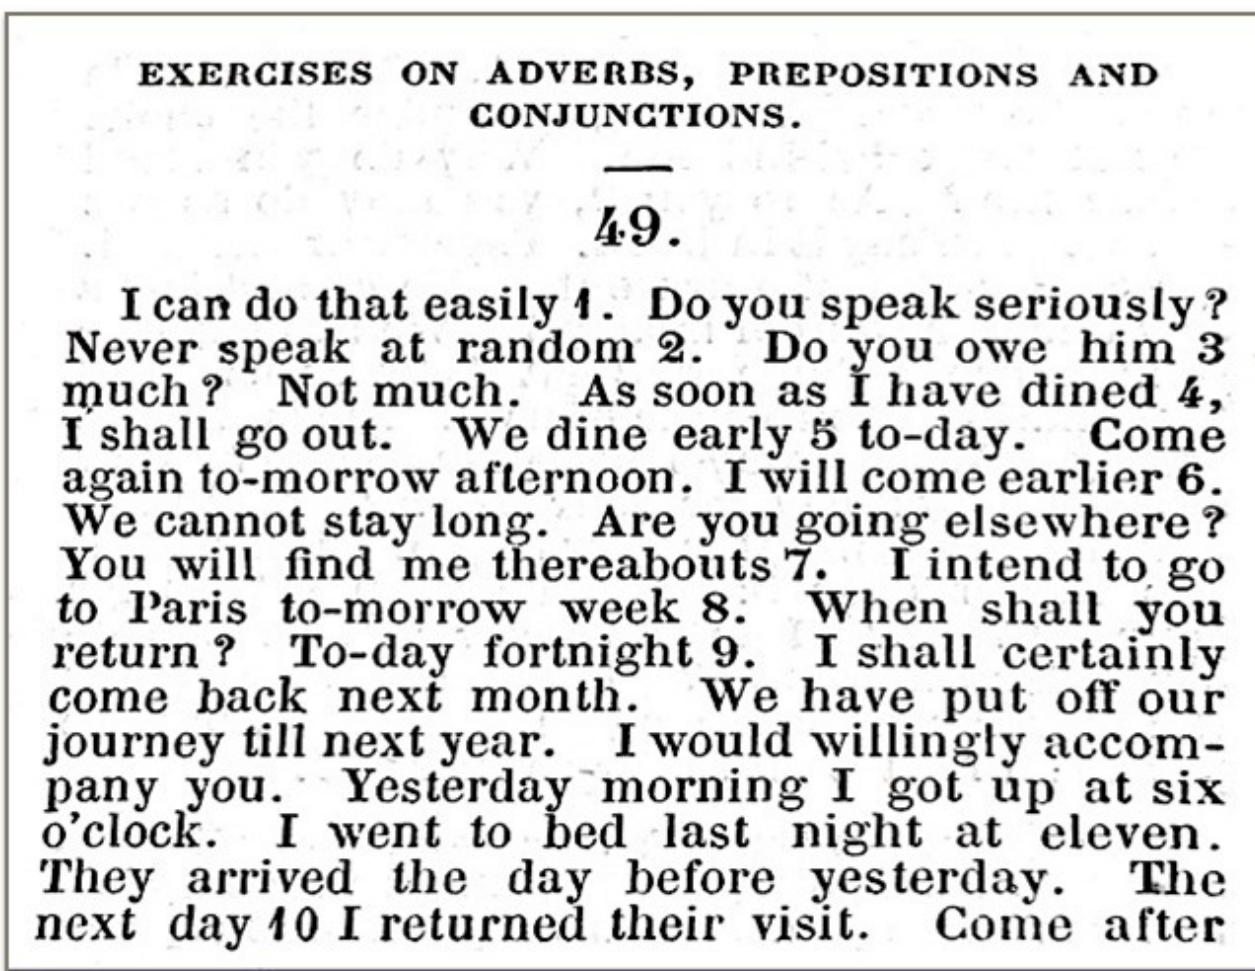 EXERCISES ON ADVERBS, PREPOSITIONS AND
CONJUNCTIONS.
49.
I can do that easily 1. Do you speak seriously?
Never speak at random 2. Do you owe him 3
much? Not much. As soon as I have dined 4,
I shall go out. We dine early 5 to-day. Come
again to-morrow afternoon. I will come earlier 6.
We cannot stay long. Are you going elsewhere?
You will find me thereabouts 7. I intend to go
to Paris to-morrow week 8. When shall you
return? To-day fortnight 9. I shall certainly
come back next month. We have put off our
journey till next year. I would willingly accom-
pany you. Yesterday morning I got up at six
o'clock. I went to bed last night at eleven.
They arrived the day before yesterday. The
next day 10 I returned their visit. Come after